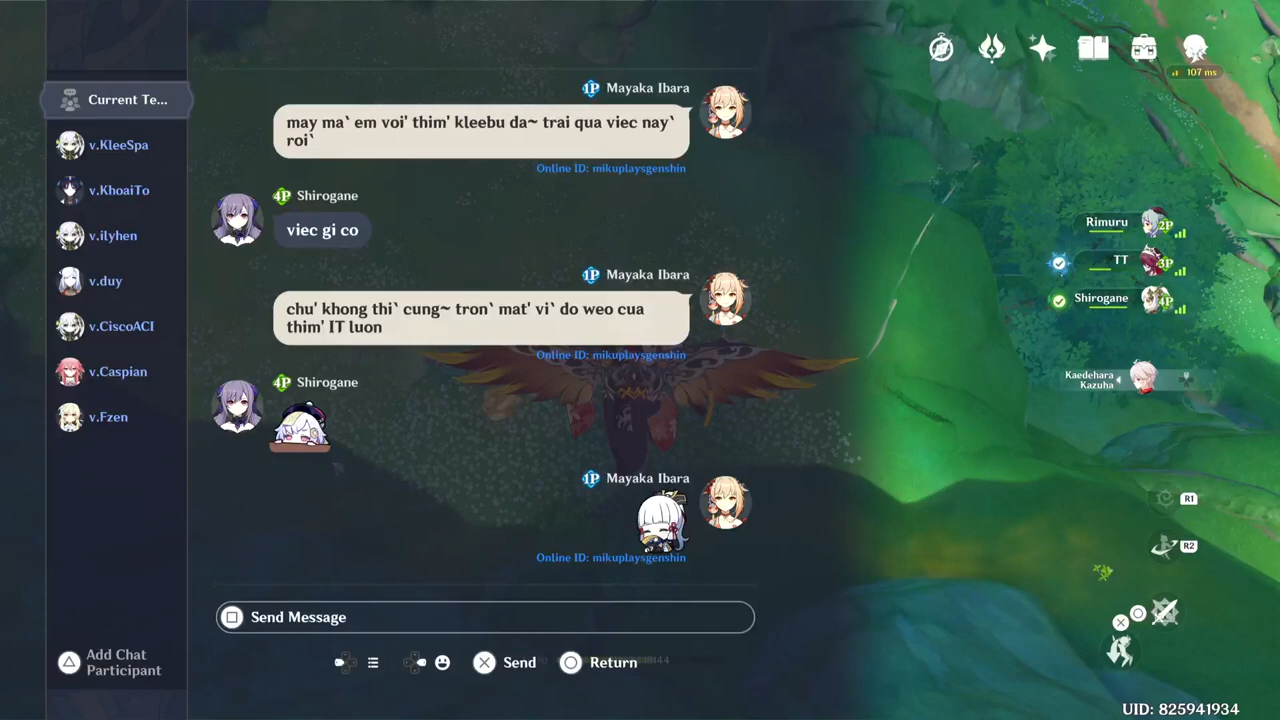 Current Te...
v.KleeSpa
v.KhoaiTo
v.ilyhen
v.duy
v.CiscoACI
v.Caspian
v.Fzen
Add Chat
Participant
1P Mayaka Ibara
may ma` em voi' thim' kleebu da~ trai qua viec nay`
roi`
Online ID: mikuplaysgenshin
4P Shirogane
viec gi co
1P Mayaka Ibara
chu' khong thi` cung~ tron` mat' vi` do weo cua
thim' IT luon
Online ID: mikuplaysgenshin
4P Shirogane
1P Mayaka Ibara
Online ID: mikuplaysgenshin
Send Message
Send
Return
107 ms
Rimuru 2P
TT 3P
Shirogane 4P
Kaedehara
Kazuha
R1
R2
UID: 825941934